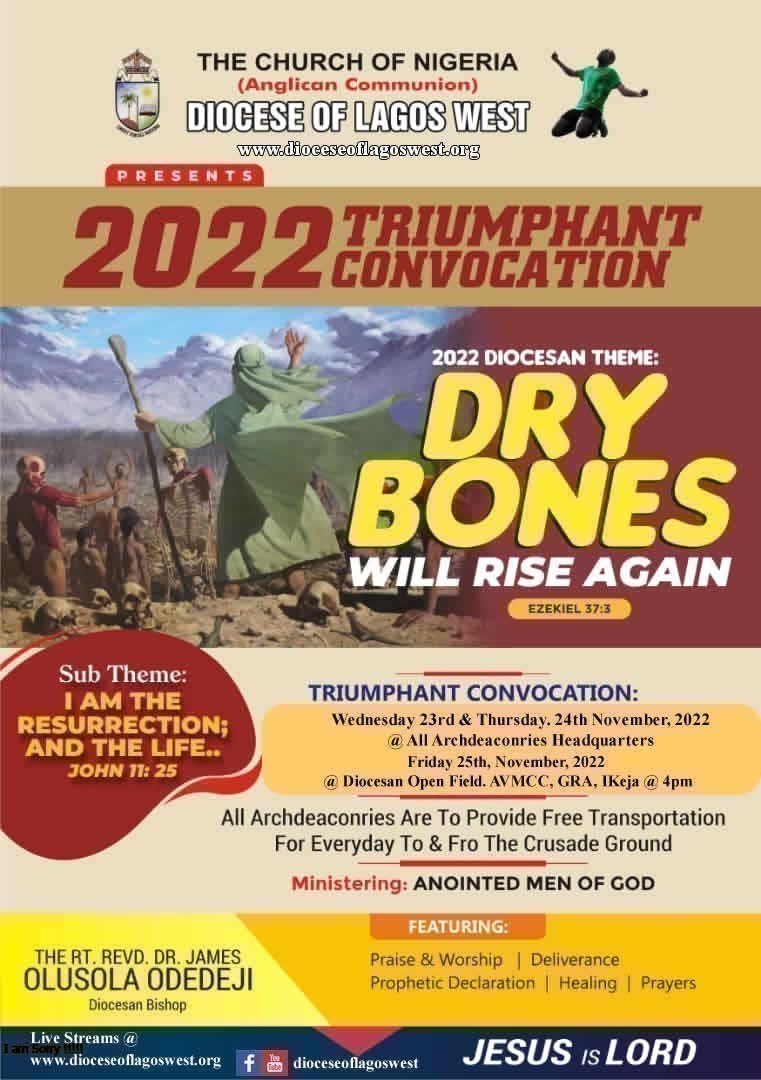 THE CHURCH OF NIGERIA
(Anglican Communion)
DIOCESE OF LAGOS WEST
www.dioceseoflagoswest.org
PRESENTS
2022 TRIUMPHANT
CONVOCATION
2022 DIOCESAN THEME:
DRY
BONES
WILL RISE AGAIN
EZEKIEL 37:3
Sub Theme:
I AM THE
RESURRECTION;
AND THE LIFE..
JOHN 11: 25
TRIUMPHANT CONVOCATION:
Wednesday 23rd & Thursday. 24th November, 2022
@ All Archdeaconries Headquarters
Friday 25th, November, 2022
@ Diocesan Open Field. AVMCC, GRA, IKeja @ 4pm
All Archdeaconries Are To Provide Free Transportation
For Everyday To & Fro The Crusade Ground
Ministering: ANOINTED MEN OF GOD
THE RT. REVD. DR. JAMES
OLUSOLA ODEDEJI
Diocesan Bishop
FEATURING:
Praise & Worship | Deliverance
Prophetic Declaration | Healing | Prayers
Live Streams @
I am Sorry !!!!!
www.dioceseoflagoswest.org
f You Tube dioceseoflagoswest
JESUS IS LORD